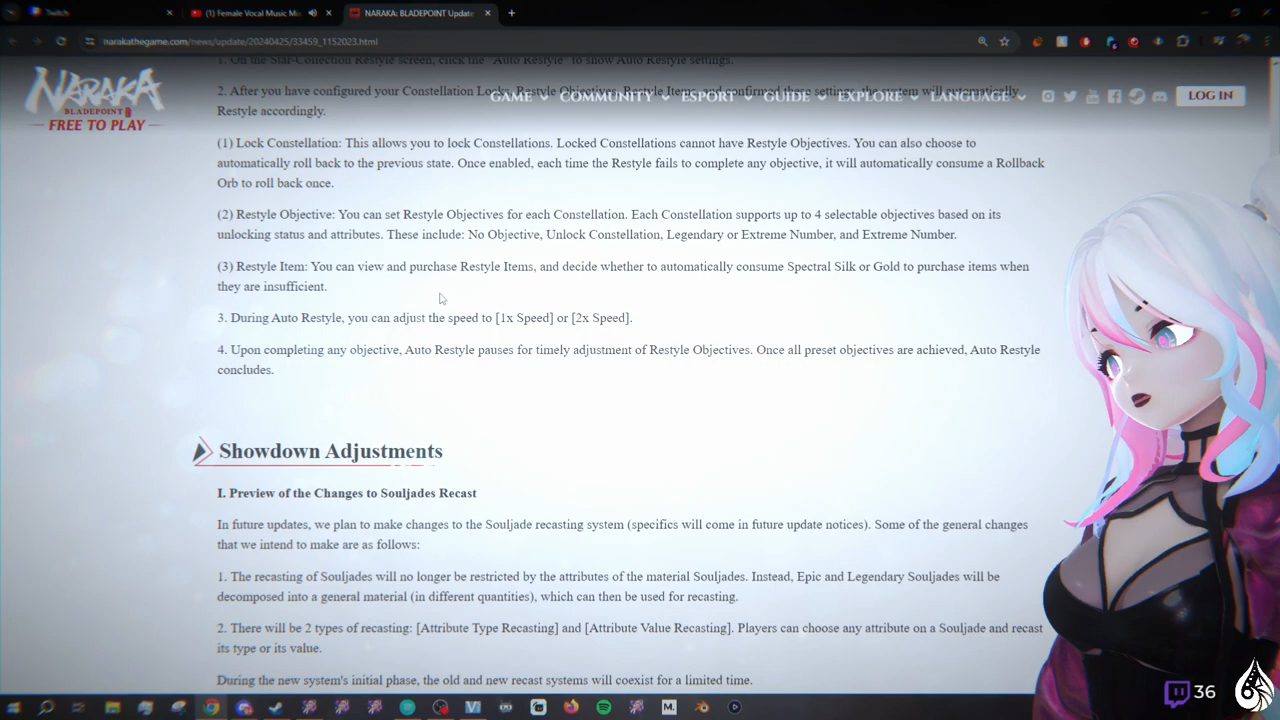 Twitch
(1) Female Vocal Music Mi
NARAKA: BLADEPOINT Updat
narakathegame.com/news/update/20240425/33459_1152023.html
NARAKA
BLADEPOINT
FREE TO PLAY
GAME
COMMUNITY
ESPORT
GUIDE
EXPLORE
LANGUAGE
LOG IN
1. On the Star-Collection Restyle screen, click the "Auto Restyle" to show Auto Restyle settings.
2. After you have configured your Constellation Locks, Restyle Objectives, Restyle Items, and confirmed these settings, the system will automatically
Restyle accordingly.
(1) Lock Constellation: This allows you to lock Constellations. Locked Constellations cannot have Restyle Objectives. You can also choose to
automatically roll back to the previous state. Once enabled, each time the Restyle fails to complete any objective, it will automatically consume a Rollback
Orb to roll back once.
(2) Restyle Objective: You can set Restyle Objectives for each Constellation. Each Constellation supports up to 4 selectable objectives based on its
unlocking status and attributes. These include: No Objective, Unlock Constellation, Legendary or Extreme Number, and Extreme Number.
(3) Restyle Item: You can view and purchase Restyle Items, and decide whether to automatically consume Spectral Silk or Gold to purchase items when
they are insufficient.
3. During Auto Restyle, you can adjust the speed to [1x Speed] or [2x Speed].
4. Upon completing any objective, Auto Restyle pauses for timely adjustment of Restyle Objectives. Once all preset objectives are achieved, Auto Restyle
concludes.
Showdown Adjustments
I. Preview of the Changes to Souljades Recast
In future updates, we plan to make changes to the Souljade recasting system (specifics will come in future update notices). Some of the general changes
that we intend to make are as follows:
1. The recasting of Souljades will no longer be restricted by the attributes of the material Souljades. Instead, Epic and Legendary Souljades will be
decomposed into a general material (in different quantities), which can then be used for recasting.
2. There will be 2 types of recasting: [Attribute Type Recasting] and [Attribute Value Recasting]. Players can choose any attribute on a Souljade and recast
its type or its value.
During the new system's initial phase, the old and new recast systems will coexist for a limited time.
36